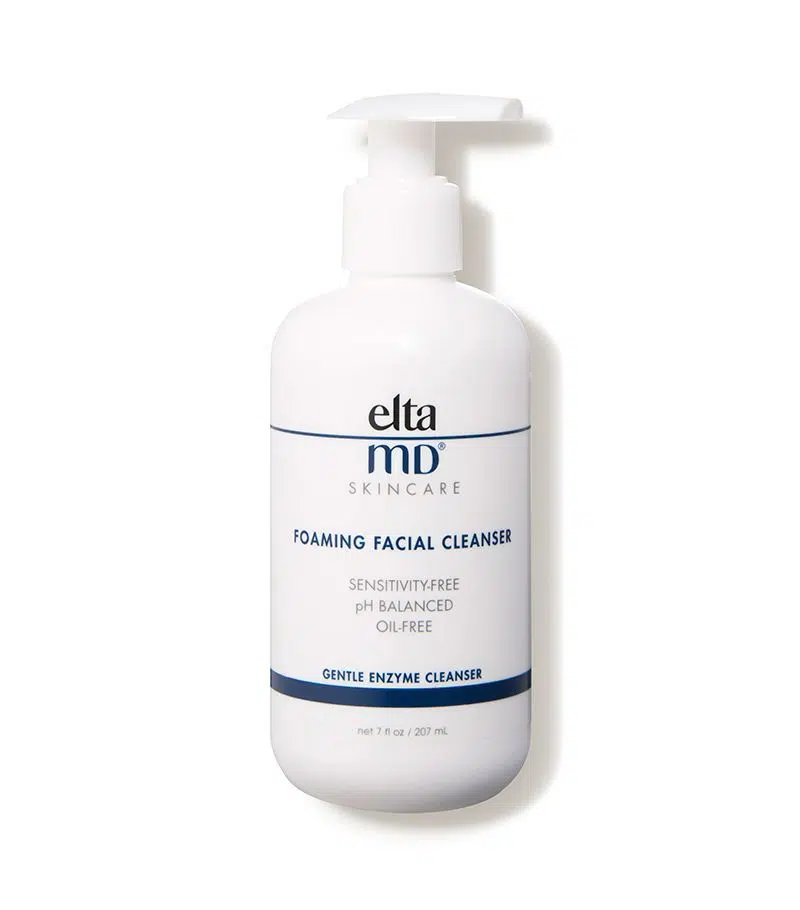 elta
MD®
SKINCARE
FOAMING FACIAL CLEANSER
SENSITIVITY-FREE
pH BALANCED
OIL-FREE
GENTLE ENZYME CLEANSER
net 7 fl oz / 207 mL